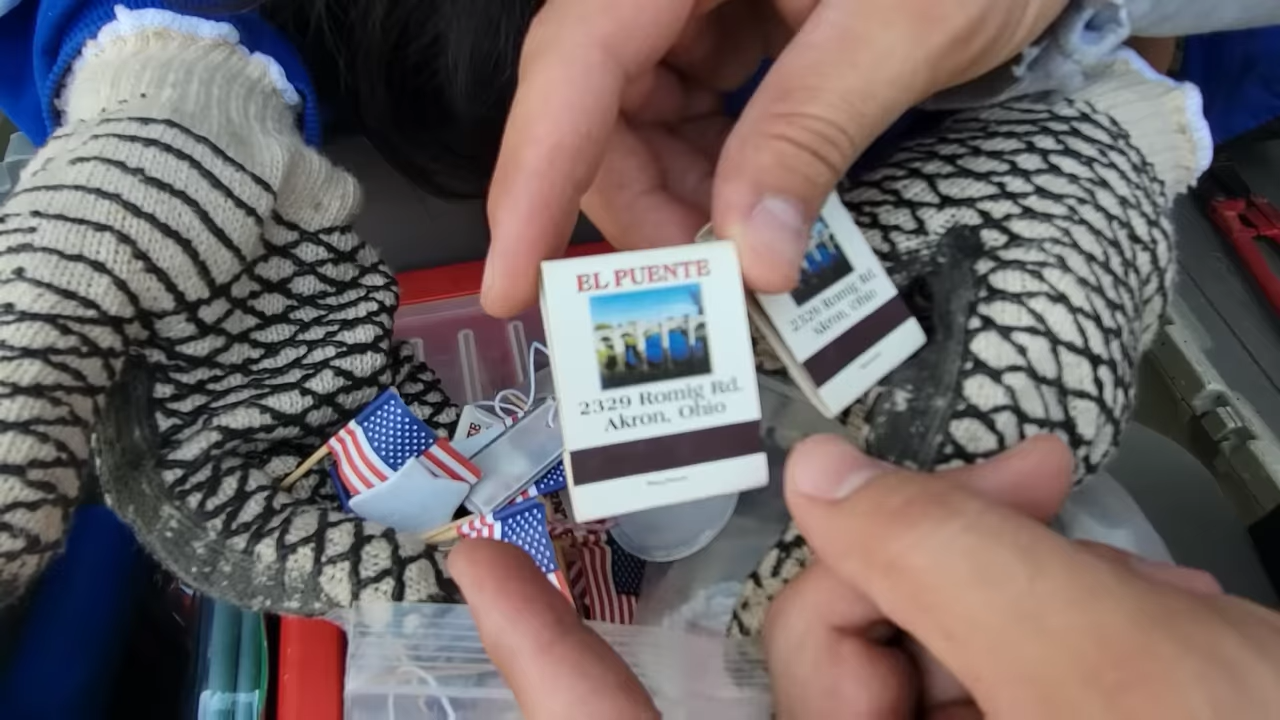 EL PUENTE
2329 Romig Rd.
Akron, Ohio
2329 Romig Rd.
Akron, Ohio